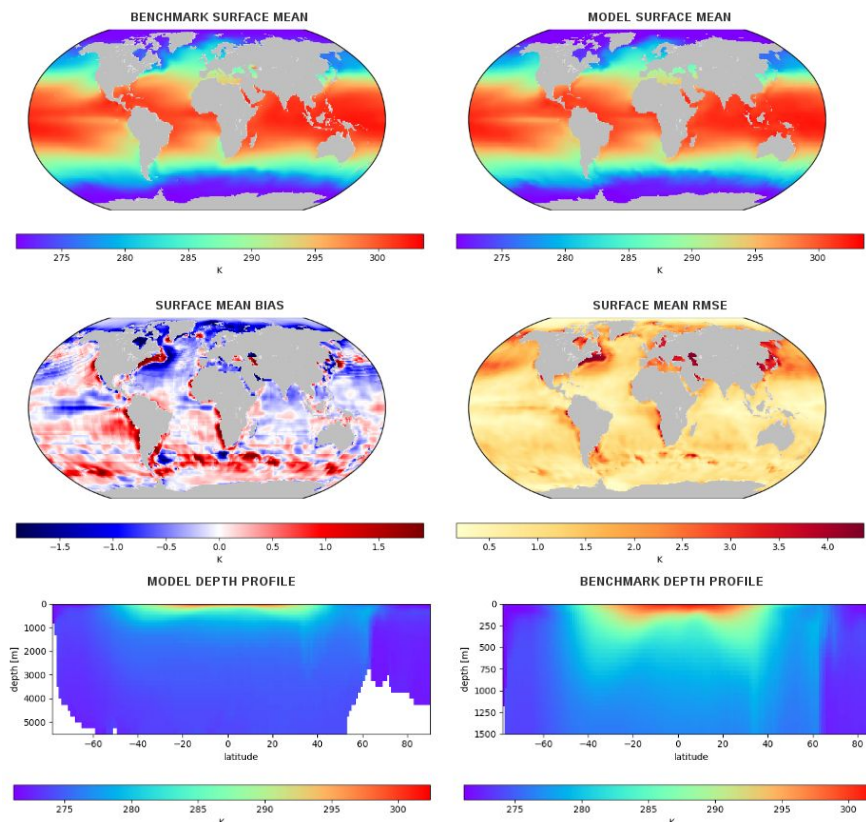 BENCHMARK SURFACE MEAN
MODEL SURFACE MEAN
275 280 285 290 295 300
K
275 280 285 290 295 300
K
SURFACE MEAN BIAS
SURFACE MEAN RMSE
−1.5 −1.0 −0.5 0.0 0.5 1.0 1.5
K
0.5 1.0 1.5 2.0 2.5 3.0 3.5 4.0
K
MODEL DEPTH PROFILE
BENCHMARK DEPTH PROFILE
depth [m]
0
1000
2000
3000
4000
5000
−60 −40 −20 0 20 40 60 80
latitude
depth [m]
0
250
500
750
1000
1250
1500
−60 −40 −20 0 20 40 60 80
latitude
275 280 285 290 295 300
K
275 280 285 290 295 300
K